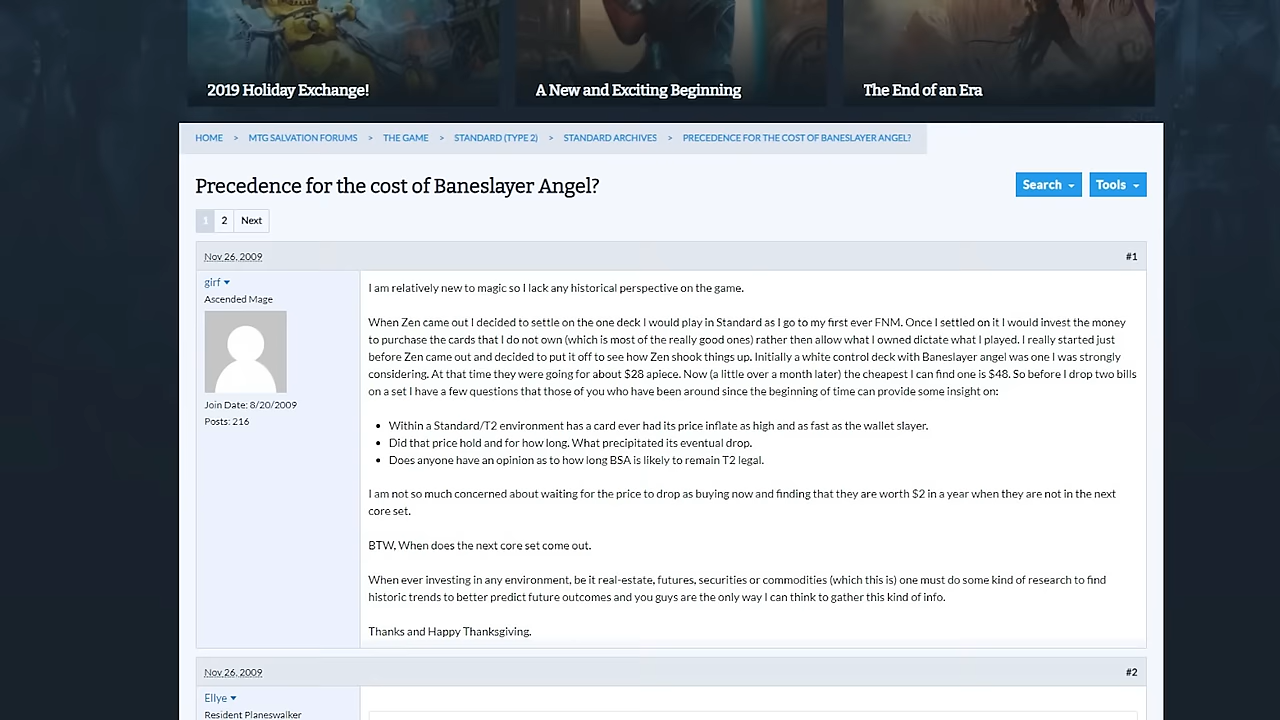 2019 Holiday Exchange!
A New and Exciting Beginning
The End of an Era
HOME > MTG SALVATION FORUMS > THE GAME > STANDARD (TYPE 2) > STANDARD ARCHIVES > PRECEDENCE FOR THE COST OF BANESLAYER ANGEL?
Precedence for the cost of Baneslayer Angel?
Search
Tools
1 2 Next
Nov 26, 2009 #1
girf
Ascended Mage
Join Date: 8/20/2009
Posts: 216
I am relatively new to magic so I lack any historical perspective on the game.
When Zen came out I decided to settle on the one deck I would play in Standard as I go to my first ever FNM. Once I settled on it I would invest the money
to purchase the cards that I do not own (which is most of the really good ones) rather then allow what I owned dictate what I played. I really started just
before Zen came out and decided to put it off to see how Zen shook things up. Initially a white control deck with Baneslayer angel was one I was strongly
considering. At that time they were going for about $28 apiece. Now (a little over a month later) the cheapest I can find one is $48. So before I drop two bills
on a set I have a few questions that those of you who have been around since the beginning of time can provide some insight on:
• Within a Standard/T2 environment has a card ever had its price inflate as high and as fast as the wallet slayer.
• Did that price hold and for how long. What precipitated its eventual drop.
• Does anyone have an opinion as to how long BSA is likely to remain T2 legal.
I am not so much concerned about waiting for the price to drop as buying now and finding that they are worth $2 in a year when they are not in the next
core set.
BTW, When does the next core set come out.
When ever investing in any environment, be it real-estate, futures, securities or commodities (which this is) one must do some kind of research to find
historic trends to better predict future outcomes and you guys are the only way I can think to gather this kind of info.
Thanks and Happy Thanksgiving.
Nov 26, 2009 #2
Ellye
Resident Planeswalker